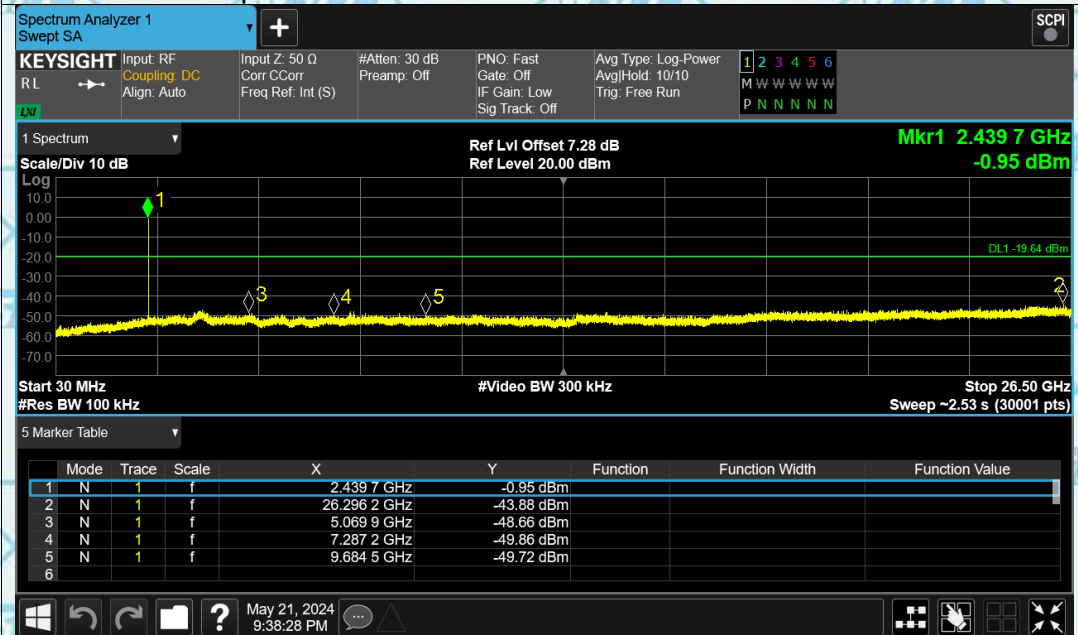 Spectrum Analyzer 1
Swept SA
SCPI
KEYSIGHT
RL
LXI
Input: RF
Coupling: DC
Align: Auto
Input Z: 50 Ω
Corr CCorr
Freq Ref: Int (S)
#Atten: 30 dB
Preamp: Off
PNO: Fast
Gate: Off
IF Gain: Low
Sig Track: Off
Avg Type: Log-Power
Avg|Hold: 10/10
Trig: Free Run
1 2 3 4 5 6
M W W W W W
P N N N N N
1 Spectrum
Scale/Div 10 dB
Ref Lvl Offset 7.28 dB
Ref Level 20.00 dBm
Mkr1 2.439 7 GHz
-0.95 dBm
Log
10.0
0.00
-10.0
-20.0
-30.0
-40.0
-50.0
-60.0
-70.0
1
DL1 -19.64 dBm
3
4
5
2
Start 30 MHz
#Res BW 100 kHz
#Video BW 300 kHz
Stop 26.50 GHz
Sweep ~2.53 s (30001 pts)
5 Marker Table
Mode Trace Scale X Y Function Function Width Function Value
1 N 1 f 2.439 7 GHz -0.95 dBm
2 N 1 f 26.296 2 GHz -43.88 dBm
3 N 1 f 5.069 9 GHz -48.66 dBm
4 N 1 f 7.287 2 GHz -49.86 dBm
5 N 1 f 9.684 5 GHz -49.72 dBm
6
?
May 21, 2024
9:38:28 PM